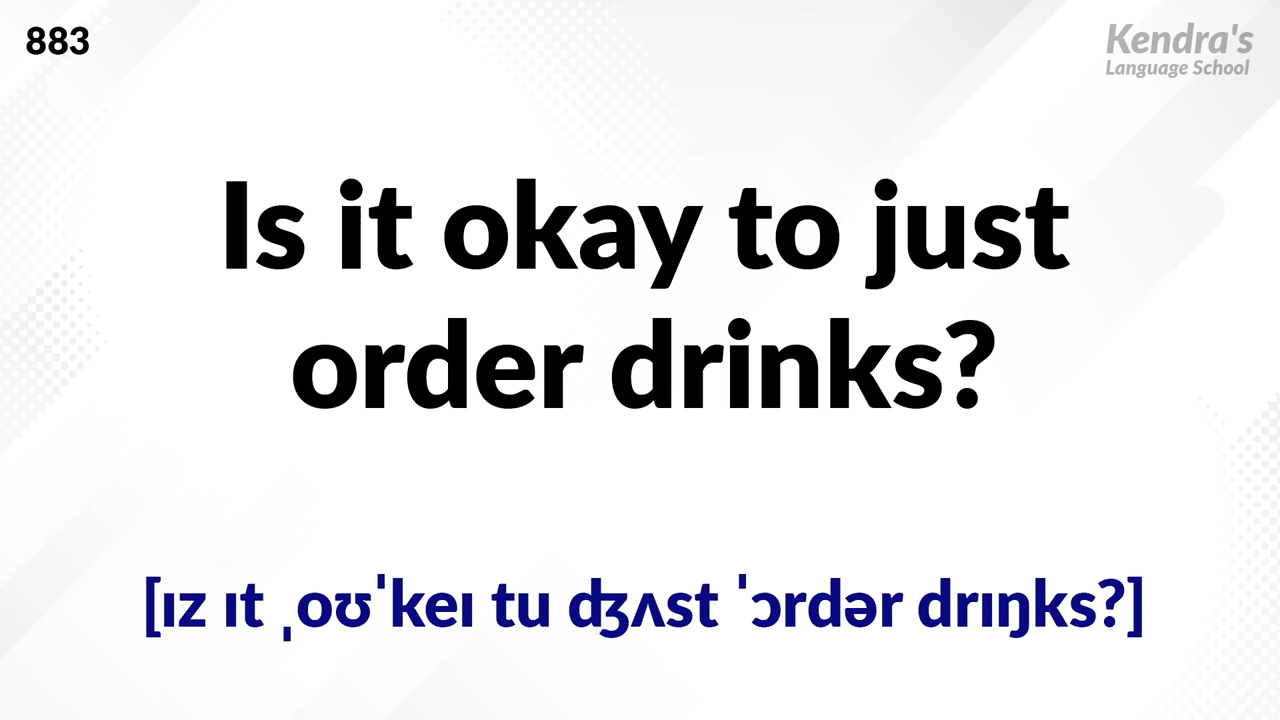 883
Kendra's
Language School
Is it okay to just
order drinks?
[ɪz ɪt ˌoʊˈkeɪ tu ʤʌst ˈɔrdər drɪŋks?]